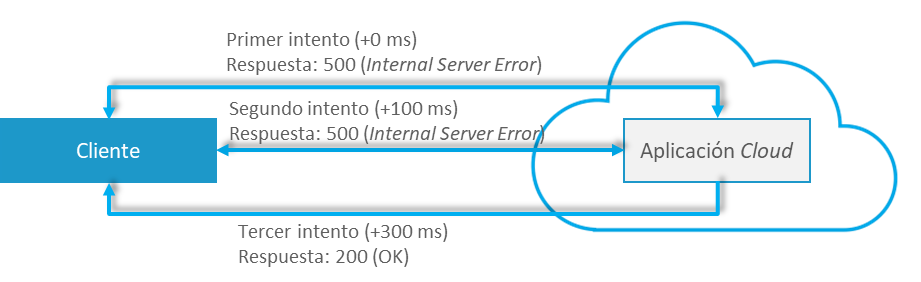 Primer intento (+0 ms)
Respuesta: 500 (Internal Server Error)
Segundo intento (+100 ms)
Respuesta: 500 (Internal Server Error)
Cliente
Aplicación Cloud
Tercer intento (+300 ms)
Respuesta: 200 (OK)